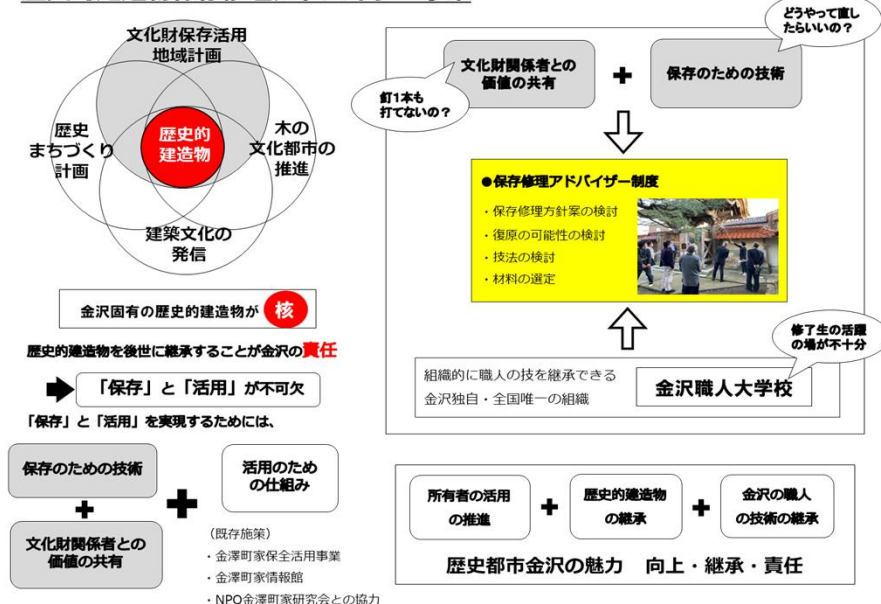 文化財保存活用
地域計画
歴史
まちづくり
計画
歴史的
建造物
木の
文化都市の
推進
建築文化の
発信
金沢固有の歴史的建造物が 核
歴史的建造物を後世に継承することが金沢の責任
「保存」と「活用」が不可欠
「保存」と「活用」を実現するためには、
保存のための技術
+
文化財関係者との
価値の共有
+
活用のため
の仕組み
(既存施策)
・金澤町家保全活用事業
・金澤町家情報館
・NPO金澤町家研究会との協力
どうやって直し
たらいいの？
文化財関係者との
価値の共有
+
保存のための技術
釘1本も
打てないの？
●保存修理アドバイザー制度
・保存修理方針案の検討
・復原の可能性の検討
・技法の検討
・材料の選定
修了生の活躍
の場が不十分
組織的に職人の技を継承できる
金沢独自・全国唯一の組織
金沢職人大学校
所有者の活用
の推進
+
歴史的建造物
の継承
+
金沢の職人
の技術の継承
歴史都市金沢の魅力 向上・継承・責任